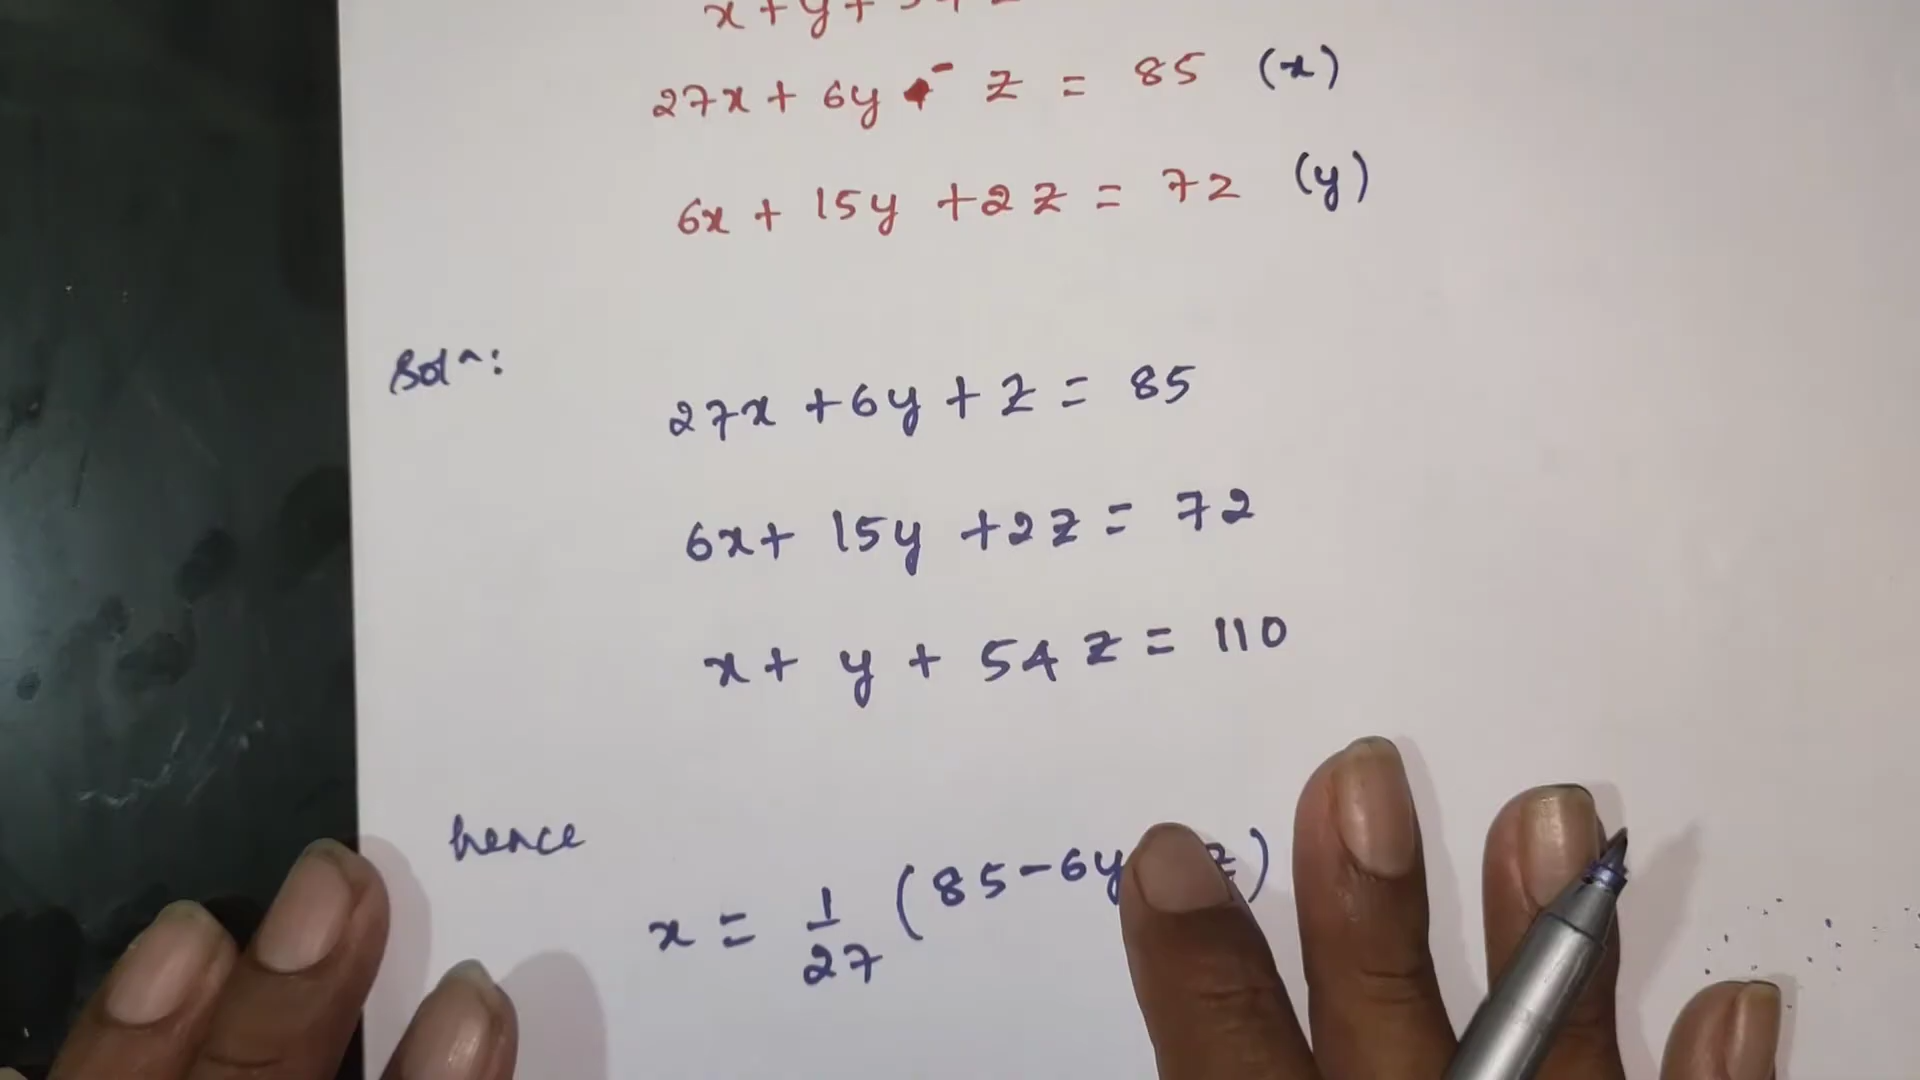 x + y +
27x + 6y - z = 85 (x)
6x + 15y + 2z = 72 (y)
Soln:
27x + 6y + z = 85
6x + 15y + 2z = 72
x + y + 54z = 110
hence
x = 1/27 (85 - 6y z)